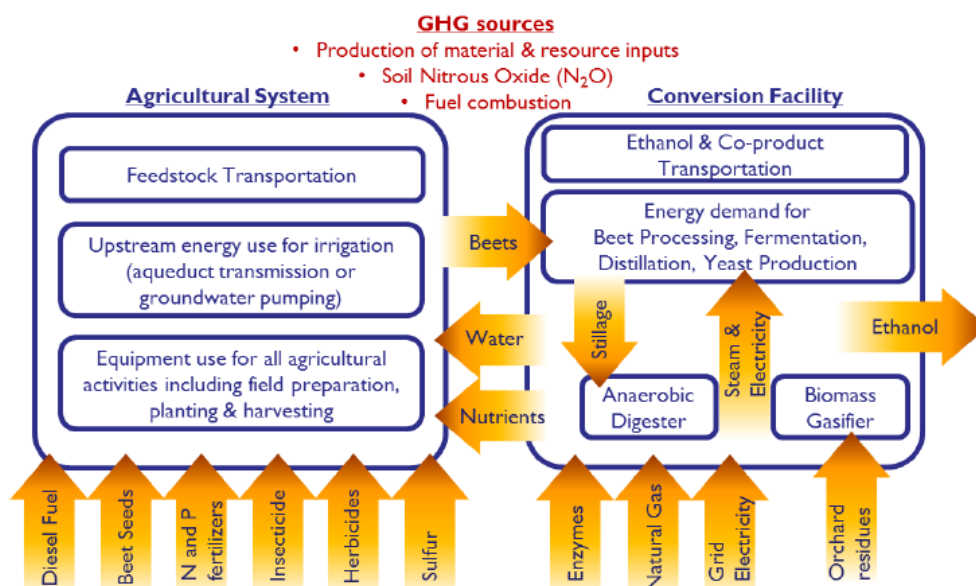 GHG sources
• Production of material & resource inputs
• Soil Nitrous Oxide (N₂O)
• Fuel combustion
Agricultural System
Feedstock Transportation
Upstream energy use for irrigation
(aqueduct transmission or
groundwater pumping)
Equipment use for all agricultural
activities including field preparation,
planting & harvesting
Beets
Water
Nutrients
Conversion Facility
Ethanol & Co-product
Transportation
Energy demand for
Beet Processing, Fermentation,
Distillation, Yeast Production
Stillage
Steam &
Electricity
Ethanol
Anaerobic
Digester
Biomass
Gasifier
Diesel Fuel
Beet Seeds
N and P
fertilizers
Insecticide
Herbicides
Sulfur
Enzymes
Natural Gas
Grid
Electricity
Orchard
residues